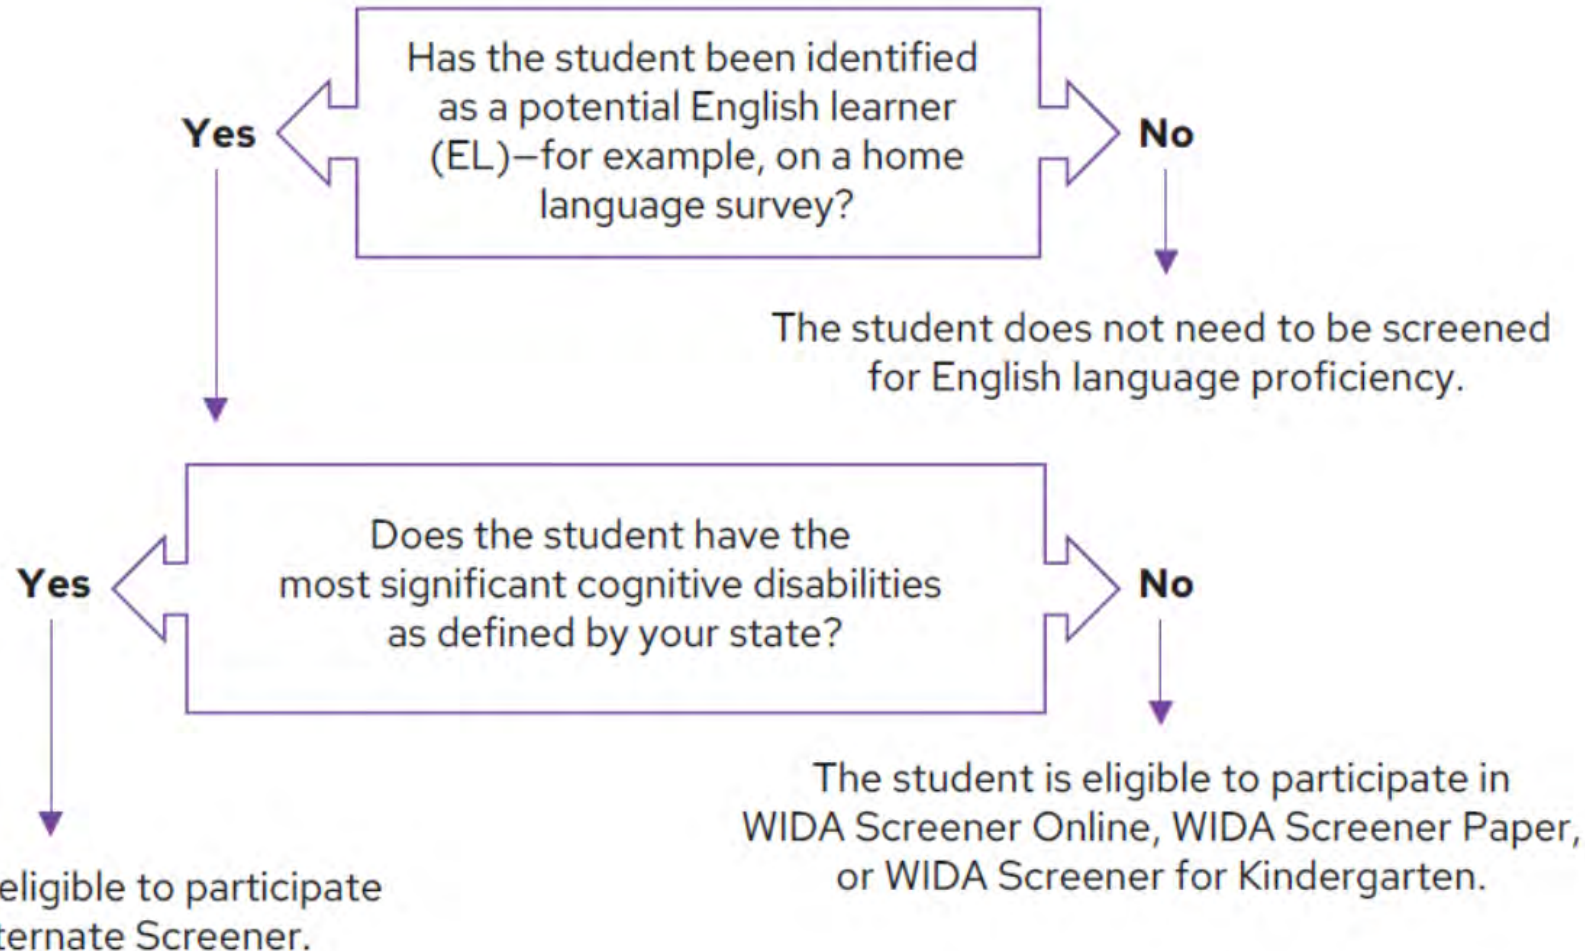 Has the student been identified
as a potential English learner
(EL)—for example, on a home
language survey?
Yes
No
The student does not need to be screened
for English language proficiency.
Does the student have the
most significant cognitive disabilities
as defined by your state?
Yes
No
The student is eligible to participate in
WIDA Screener Online, WIDA Screener Paper,
or WIDA Screener for Kindergarten.
eligible to participate
ternate Screener.